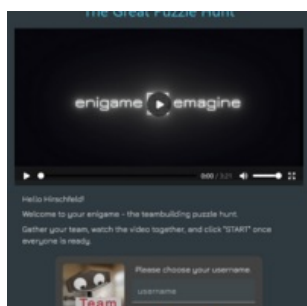 The Great Puzzle Hunt
enigame emagine
0:00 / 3:21
Hello Hirschfeld!
Welcome to your enigame - the teambuilding puzzle hunt.
Gather your team, watch the video together, and click "START" once
everyone is ready.
Please choose your username.
username
Team